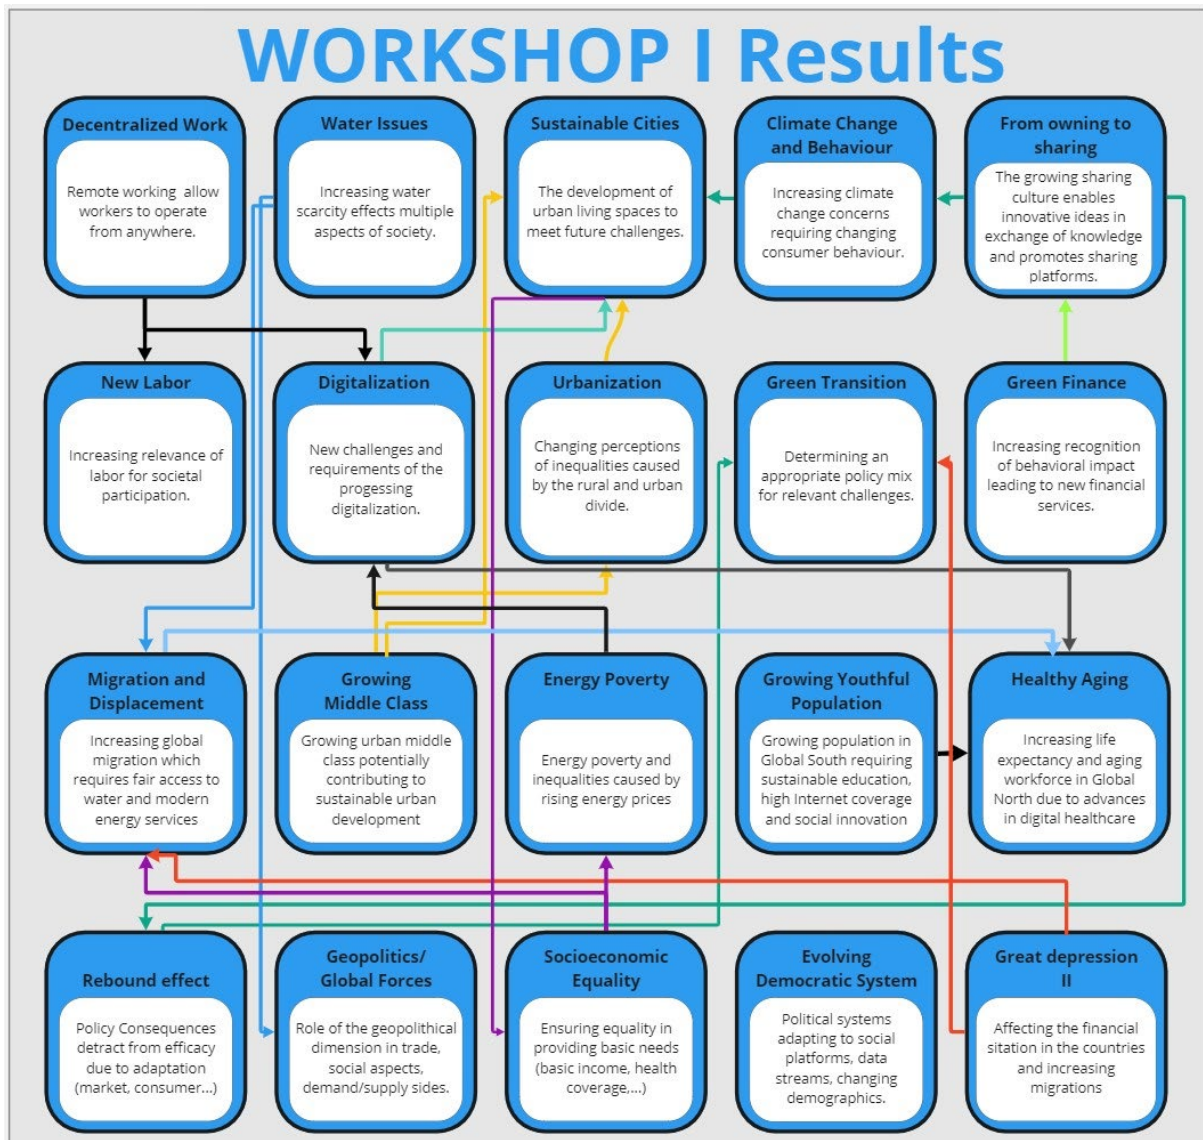 WORKSHOP I Results
Decentralized Work
Remote working allow
workers to operate
from anywhere.
Water Issues
Increasing water
scarcity effects multiple
aspects of society.
Sustainable Cities
The development of
urban living spaces to
meet future challenges.
Climate Change
and Behaviour
Increasing climate
change concerns
requiring changing
consumer behaviour.
From owning to
sharing
The growing sharing
culture enables
innovative ideas in
exchange of knowledge
and promotes sharing
platforms.
New Labor
Increasing relevance of
labor for societal
participation.
Digitalization
New challenges and
requirements of the
progessing
digitalization.
Urbanization
Changing perceptions
of inequalities caused
by the rural and urban
divide.
Green Transition
Determining an
appropriate policy mix
for relevant challenges.
Green Finance
Increasing recognition
of behavioral impact
leading to new financial
services.
Migration and
Displacement
Increasing global
migration which
requires fair access to
water and modern
energy services
Growing
Middle Class
Growing urban middle
class potentially
contributing to
sustainable urban
development
Energy Poverty
Energy poverty and
inequalities caused by
rising energy prices
Growing Youthful
Population
Growing population in
Global South requiring
sustainable education,
high Internet coverage
and social innovation
Healthy Aging
Increasing life
expectancy and aging
workforce in Global
North due to advances
in digital healthcare
Rebound effect
Policy Consequences
detract from efficacy
due to adaptation
(market, consumer...)
Geopolitics/
Global Forces
Role of the geopolithical
dimension in trade,
social aspects,
demand/supply sides.
Socioeconomic
Equality
Ensuring equality in
providing basic needs
(basic income, health
coverage,...)
Evolving
Democratic System
Political systems
adapting to social
platforms, data
streams, changing
demographics.
Great depression
II
Affecting the financial
sitation in the countries
and increasing
migrations